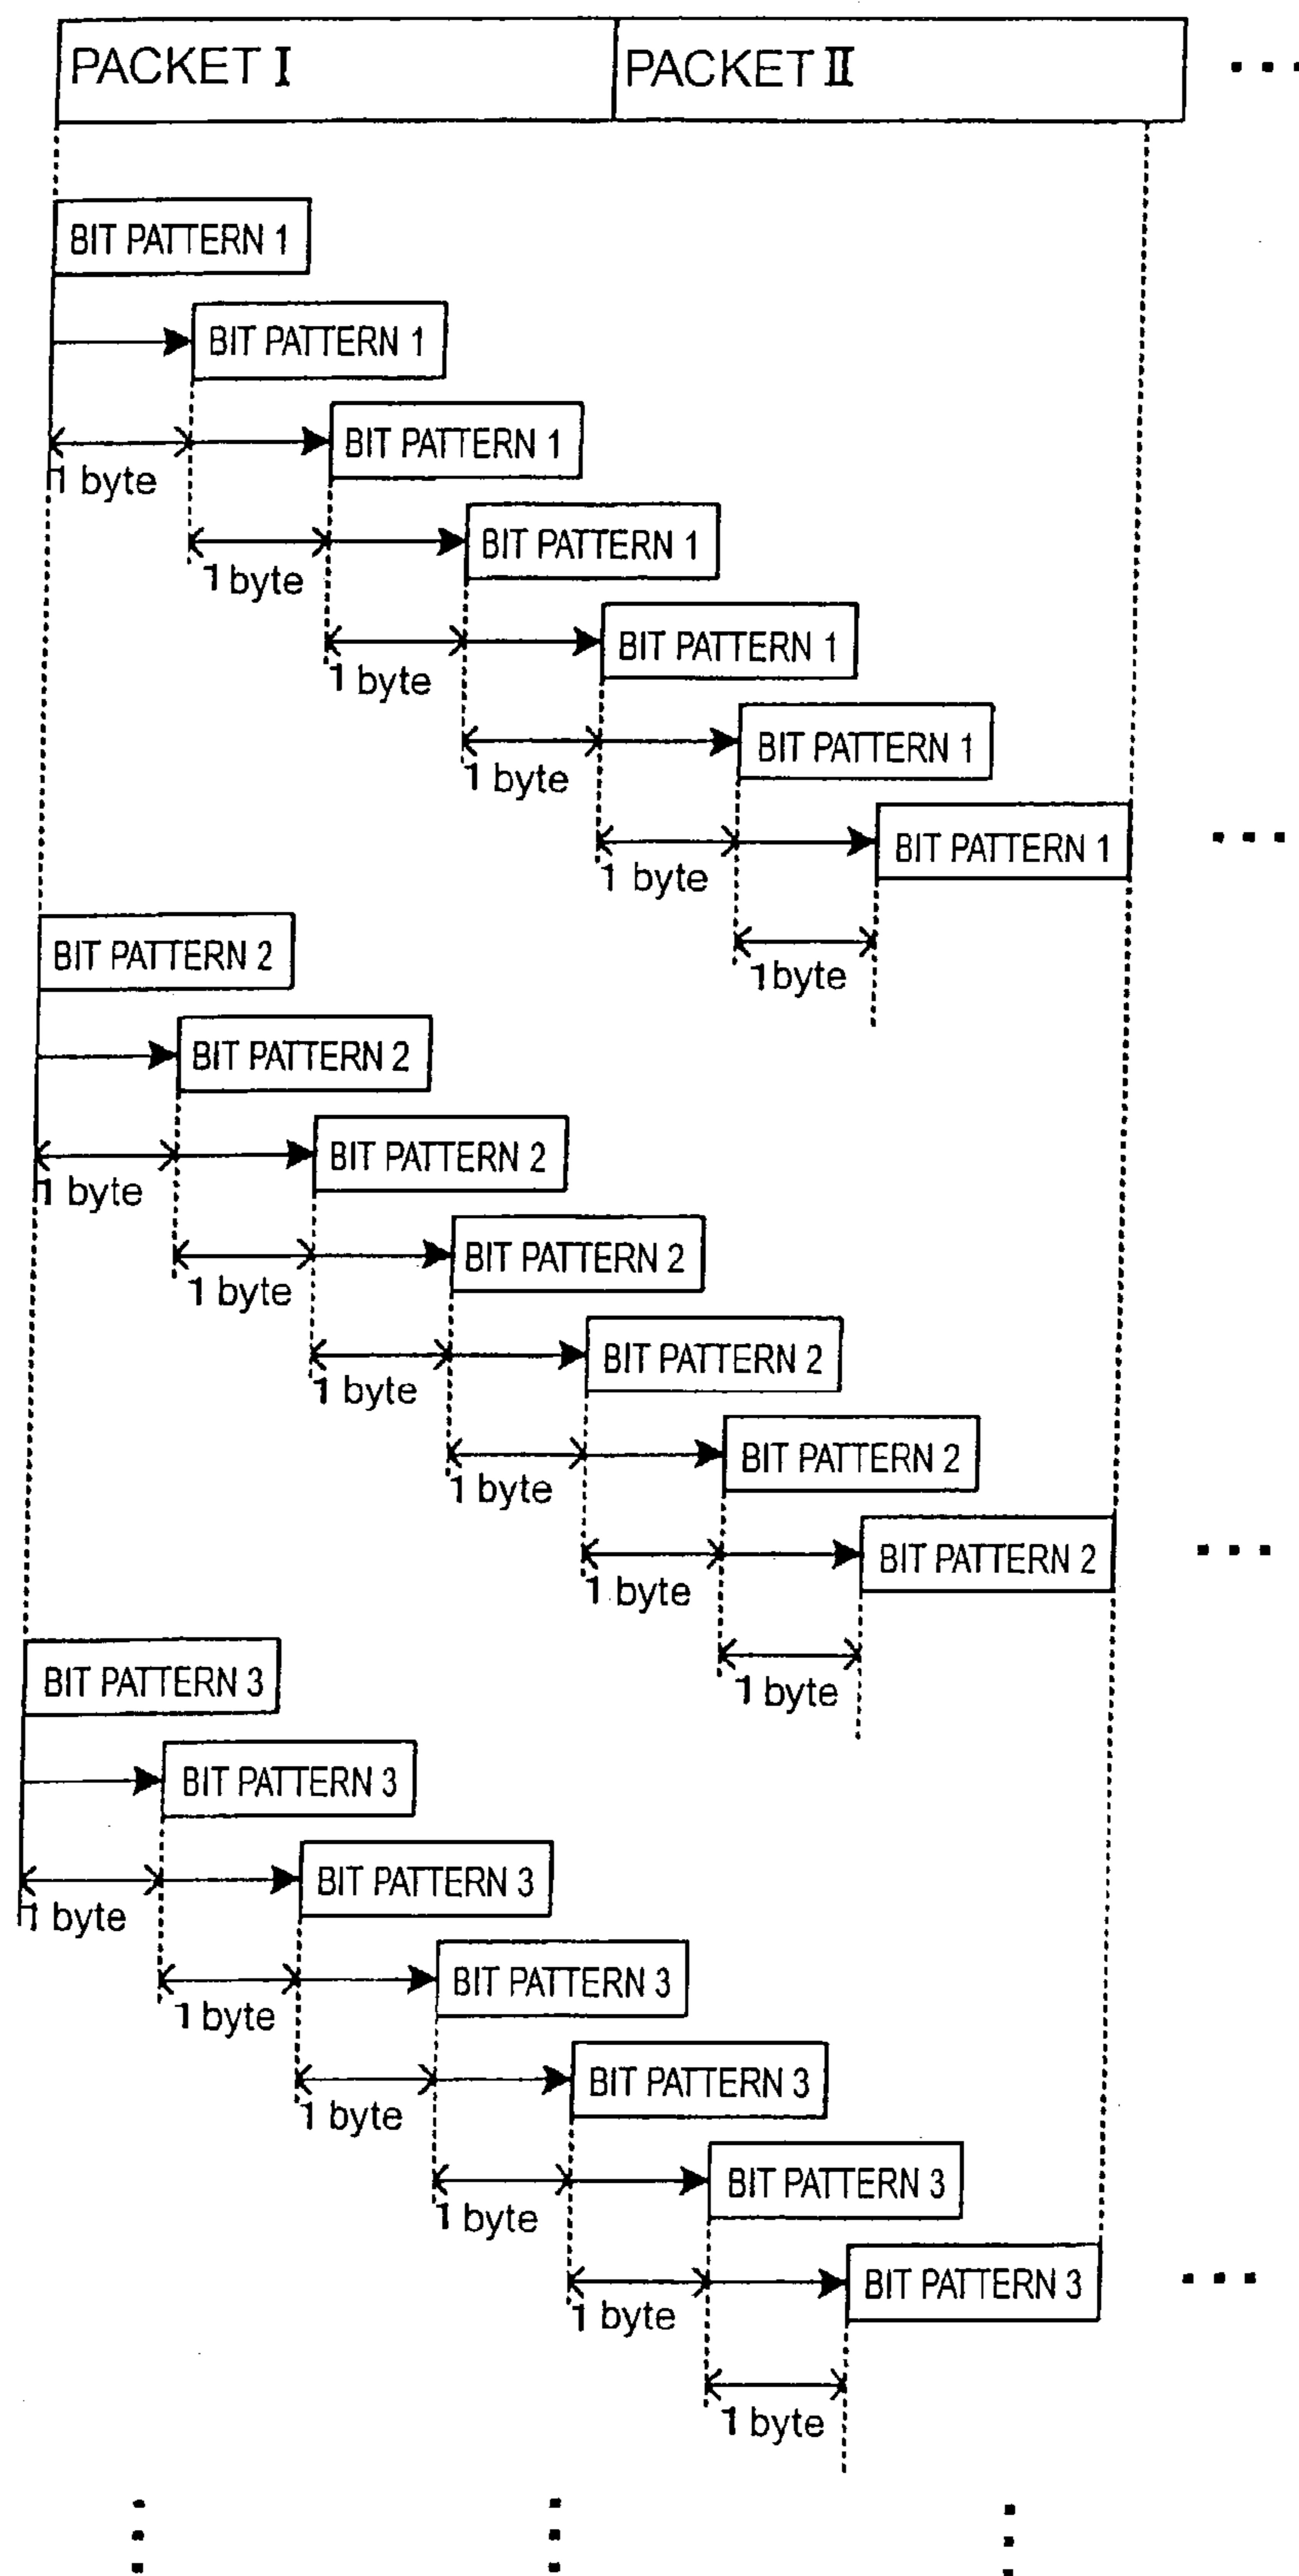 PACKET I PACKET II ...
BIT PATTERN 1
BIT PATTERN 1
BIT PATTERN 1
1 byte
BIT PATTERN 1
1 byte
BIT PATTERN 1
1 byte
BIT PATTERN 1
1 byte
BIT PATTERN 1 ...
1 byte
BIT PATTERN 2
1 byte
BIT PATTERN 2
BIT PATTERN 2
1 byte
BIT PATTERN 2
1 byte
BIT PATTERN 2
1 byte
BIT PATTERN 2
1 byte
BIT PATTERN 2 ...
1 byte
BIT PATTERN 3
1 byte
BIT PATTERN 3
BIT PATTERN 3
1 byte
BIT PATTERN 3
1 byte
BIT PATTERN 3
1 byte
BIT PATTERN 3
1 byte
BIT PATTERN 3 ...
1 byte
1 byte